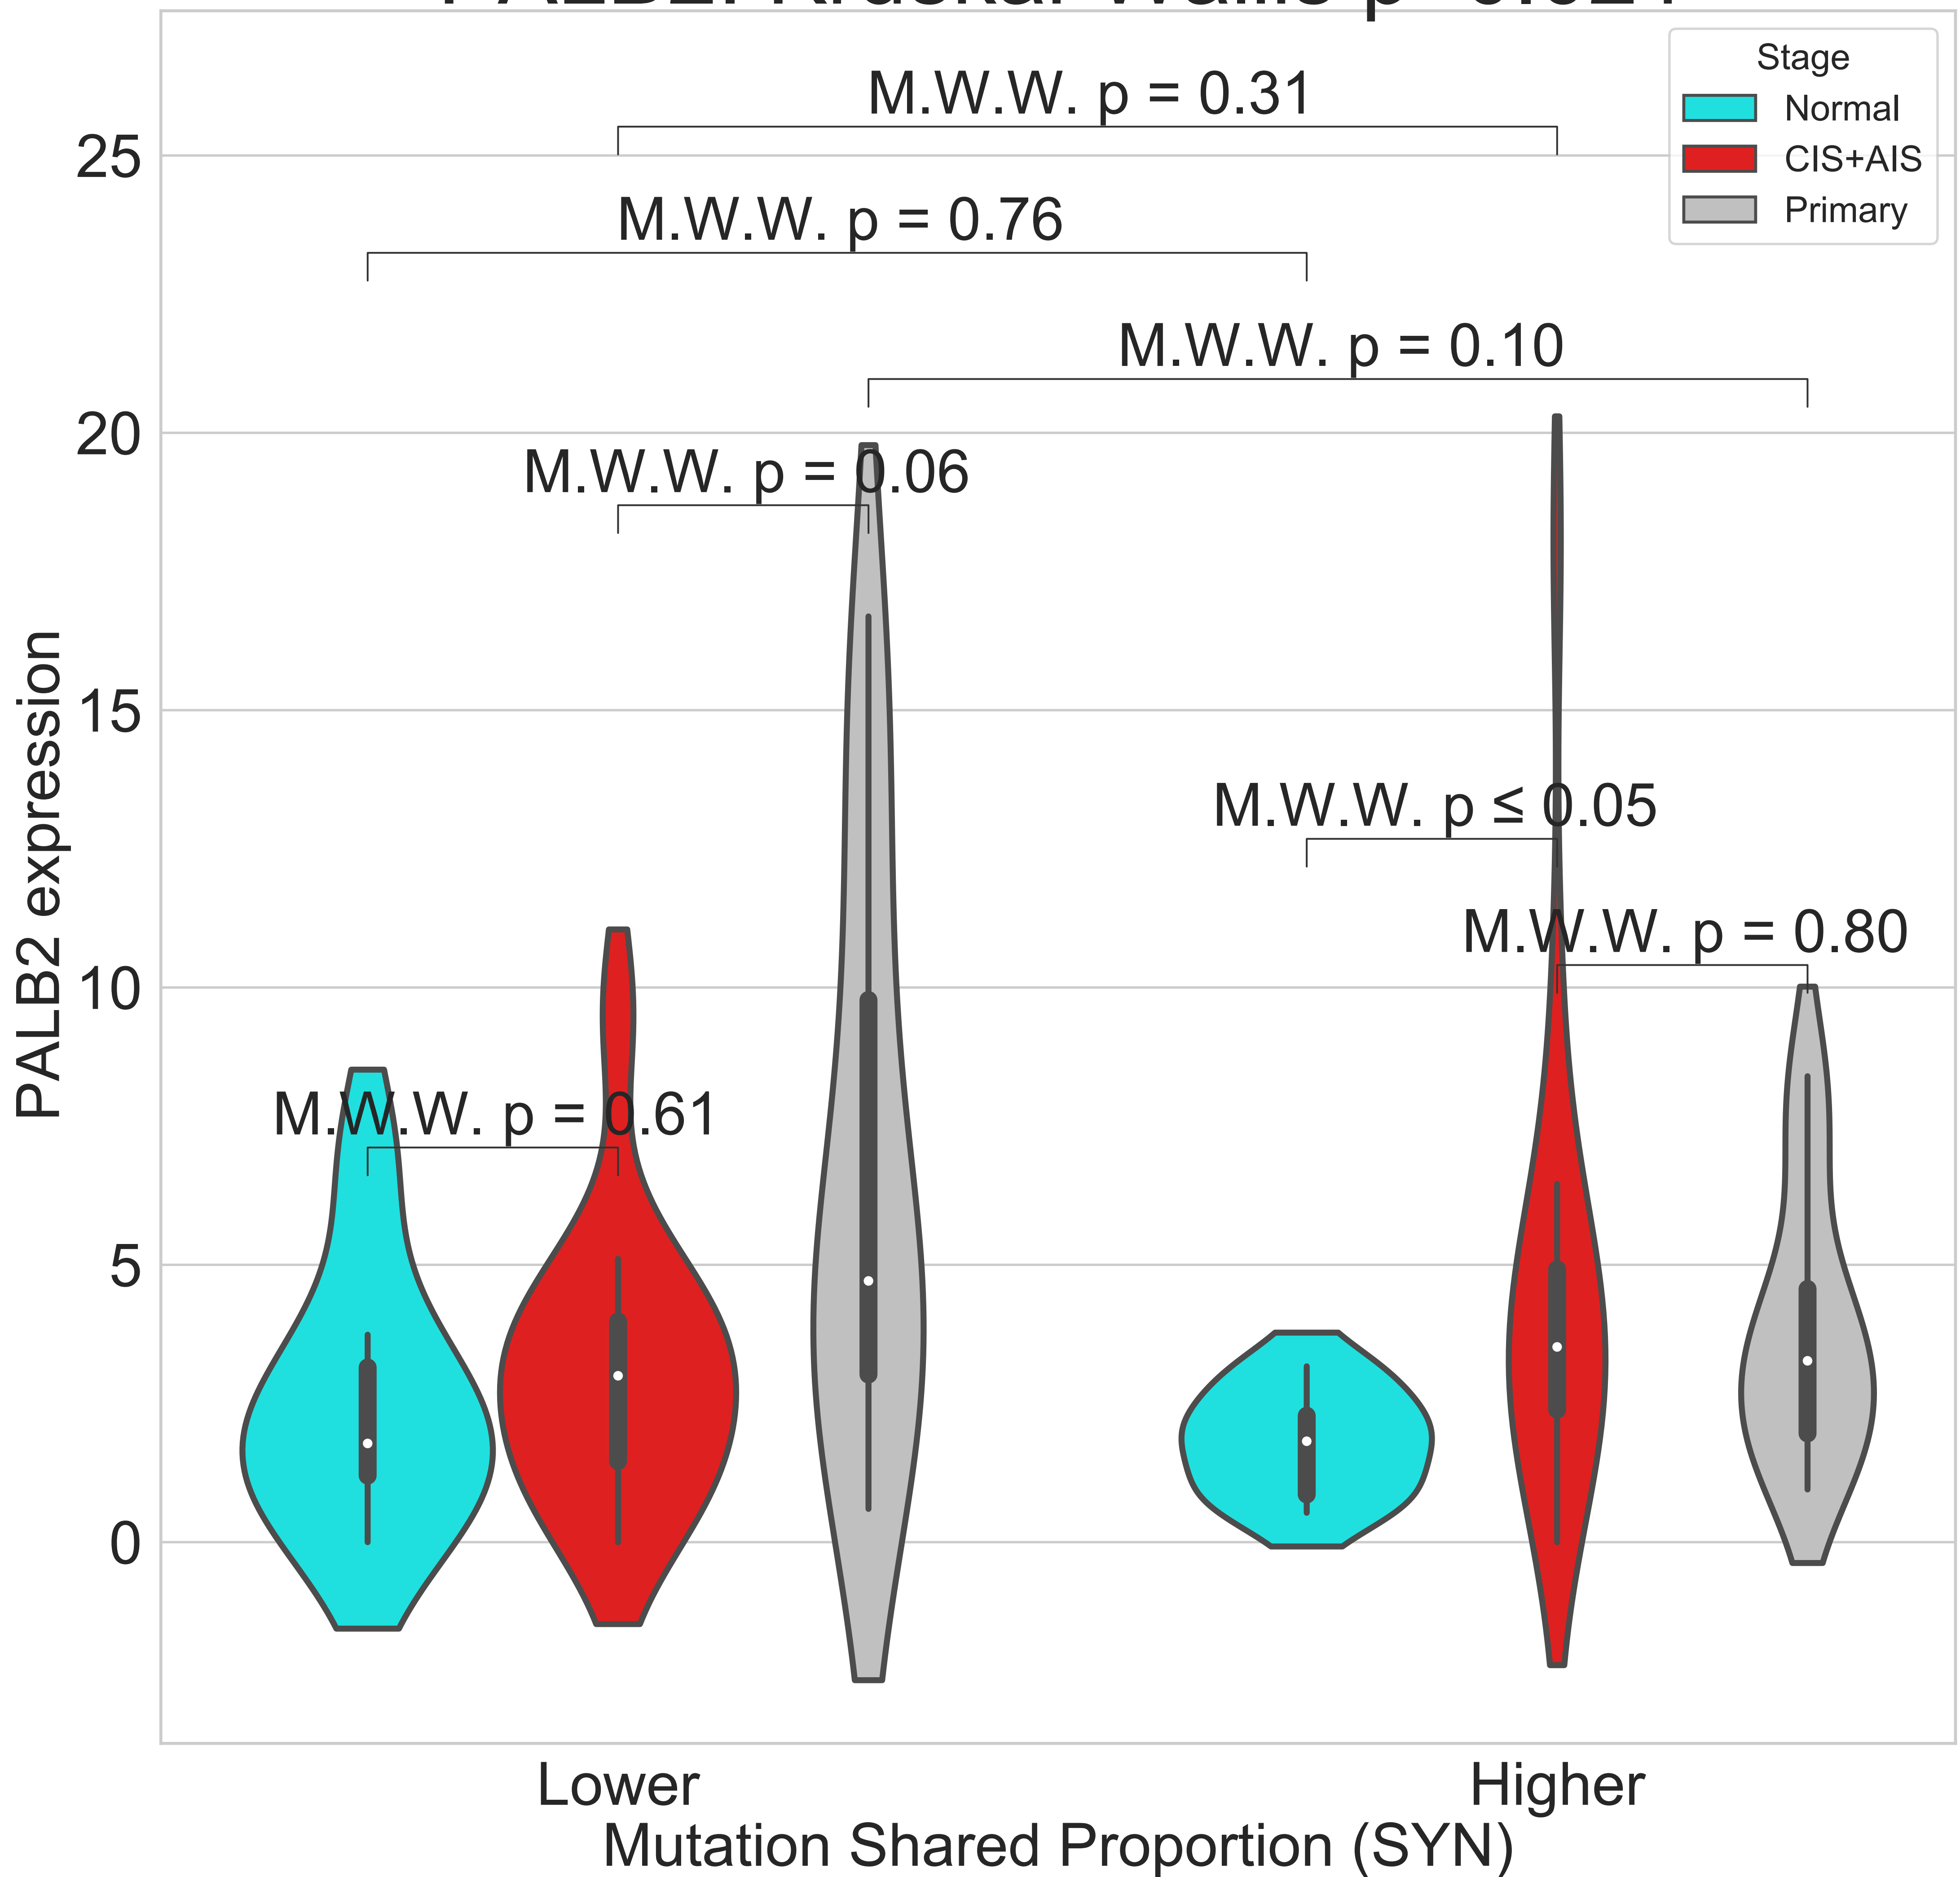 Stage
Normal
CIS+AIS
Primary
M.W.W. p = 0.31
M.W.W. p = 0.76
M.W.W. p = 0.10
M.W.W. p = 0.06
M.W.W. p ≤ 0.05
M.W.W. p = 0.80
M.W.W. p = 0.61
25
20
15
10
5
0
PALB2 expression
Lower
Higher
Mutation Shared Proportion (SYN)